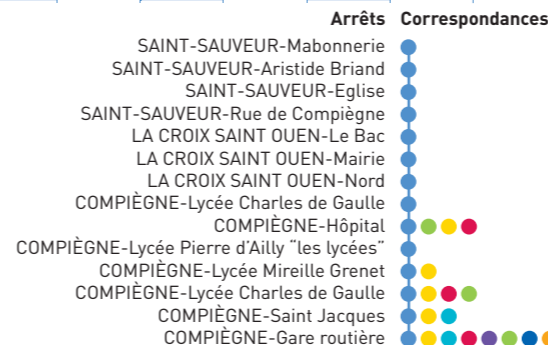 Arrêts Correspondances
SAINT-SAUVEUR-Mabonnerie
SAINT-SAUVEUR-Aristide Briand
SAINT-SAUVEUR-Eglise
SAINT-SAUVEUR-Rue de Compiègne
LA CROIX SAINT OUEN-Le Bac
LA CROIX SAINT OUEN-Mairie
LA CROIX SAINT OUEN-Nord
COMPIÈGNE-Lycée Charles de Gaulle
COMPIÈGNE-Hôpital
COMPIÈGNE-Lycée Pierre d’Ailly “les lycées”
COMPIÈGNE-Lycée Mireille Grenet
COMPIÈGNE-Lycée Charles de Gaulle
COMPIÈGNE-Saint Jacques
COMPIÈGNE-Gare routière